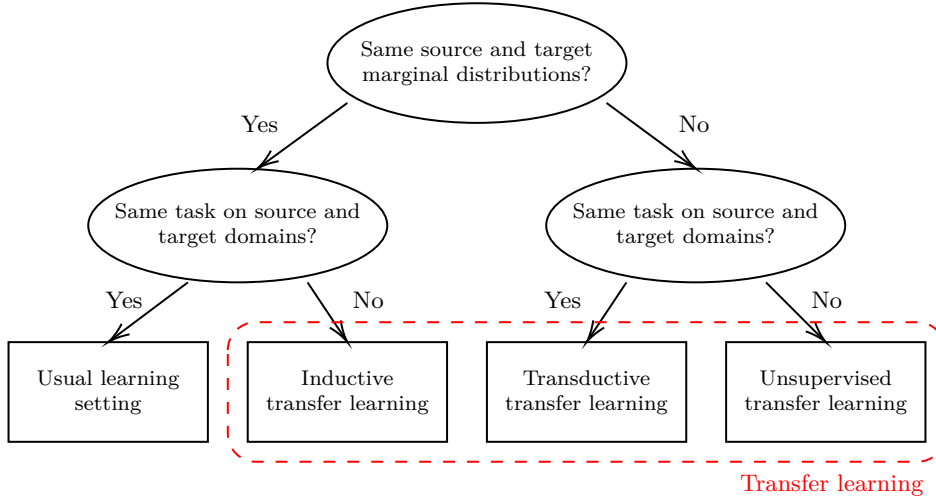 Same source and target
marginal distributions?
Yes
No
Same task on source and
target domains?
Same task on source and
target domains?
Yes
No
Yes
No
Usual learning
setting
Inductive
transfer learning
Transductive
transfer learning
Unsupervised
transfer learning
Transfer learning